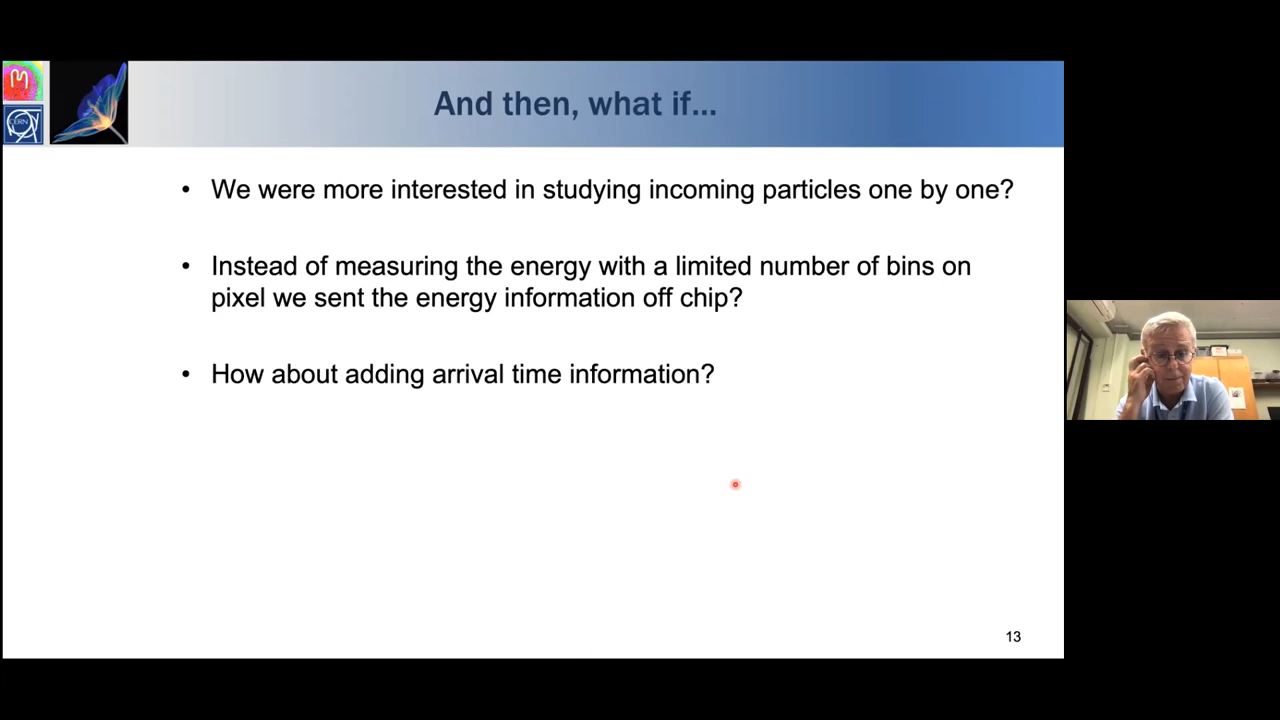 And then, what if...
M
CERN
• We were more interested in studying incoming particles one by one?
• Instead of measuring the energy with a limited number of bins on
pixel we sent the energy information off chip?
• How about adding arrival time information?
13